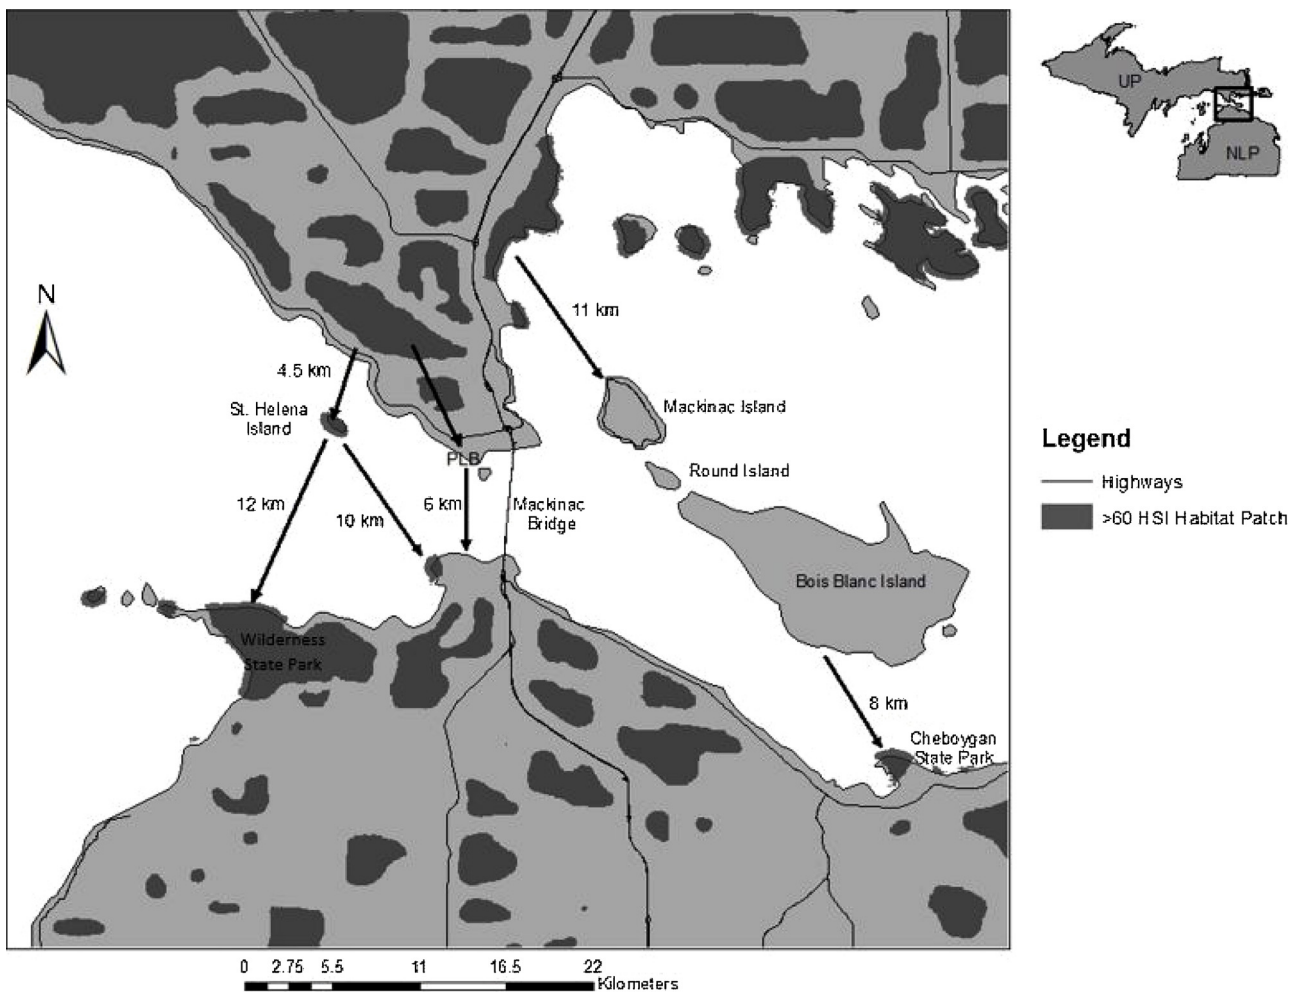 UP
NLP
N
11 km
4.5 km
St. Helena
Island
Mackinac Island
PLB
Round Island
12 km
10 km
6 km
Mackinac
Bridge
Bois Blanc Island
Wilderness
State Park
8 km
Cheboygan
State Park
Legend
Highways
>60 HSI Habitat Patch
0 2.75 5.5 11 16.5 22
Kilometers